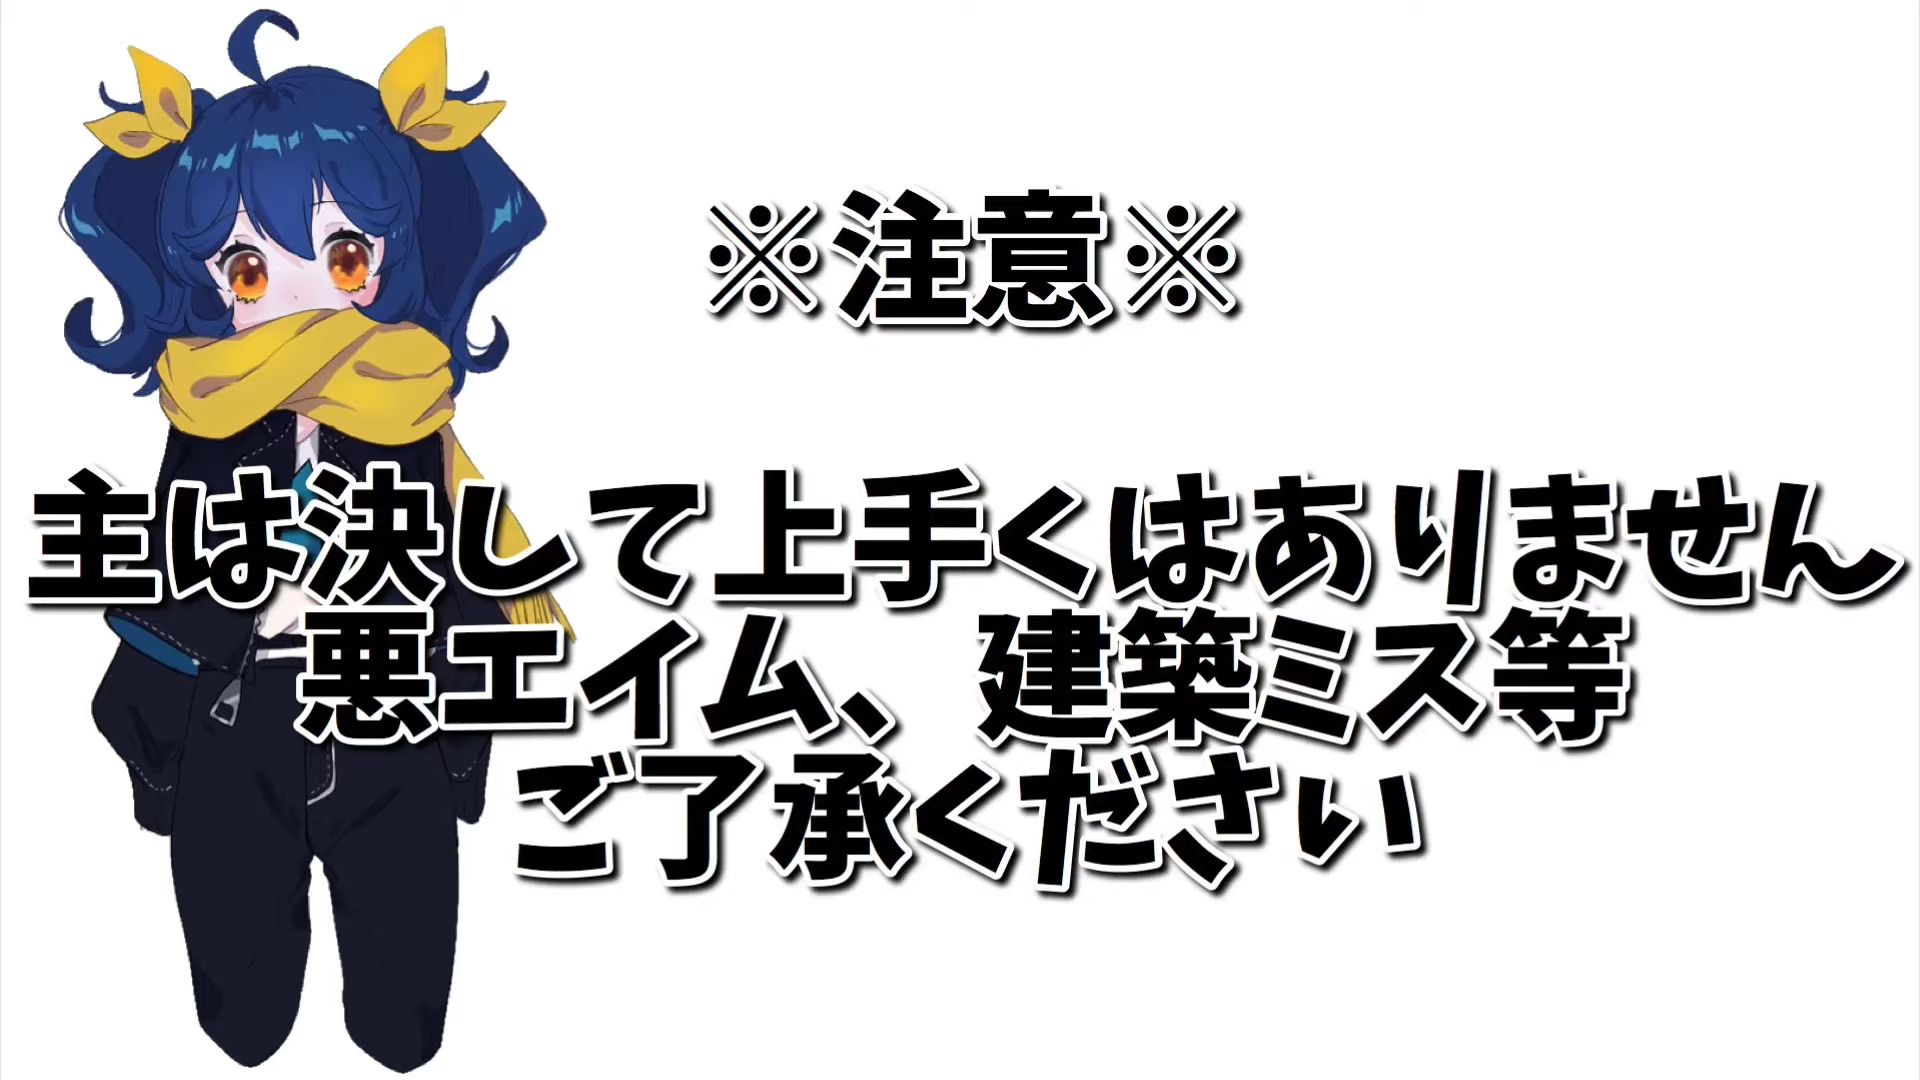 ※注意※
主は決して上手くはありません
悪エイム、建築ミス等
ご了承ください